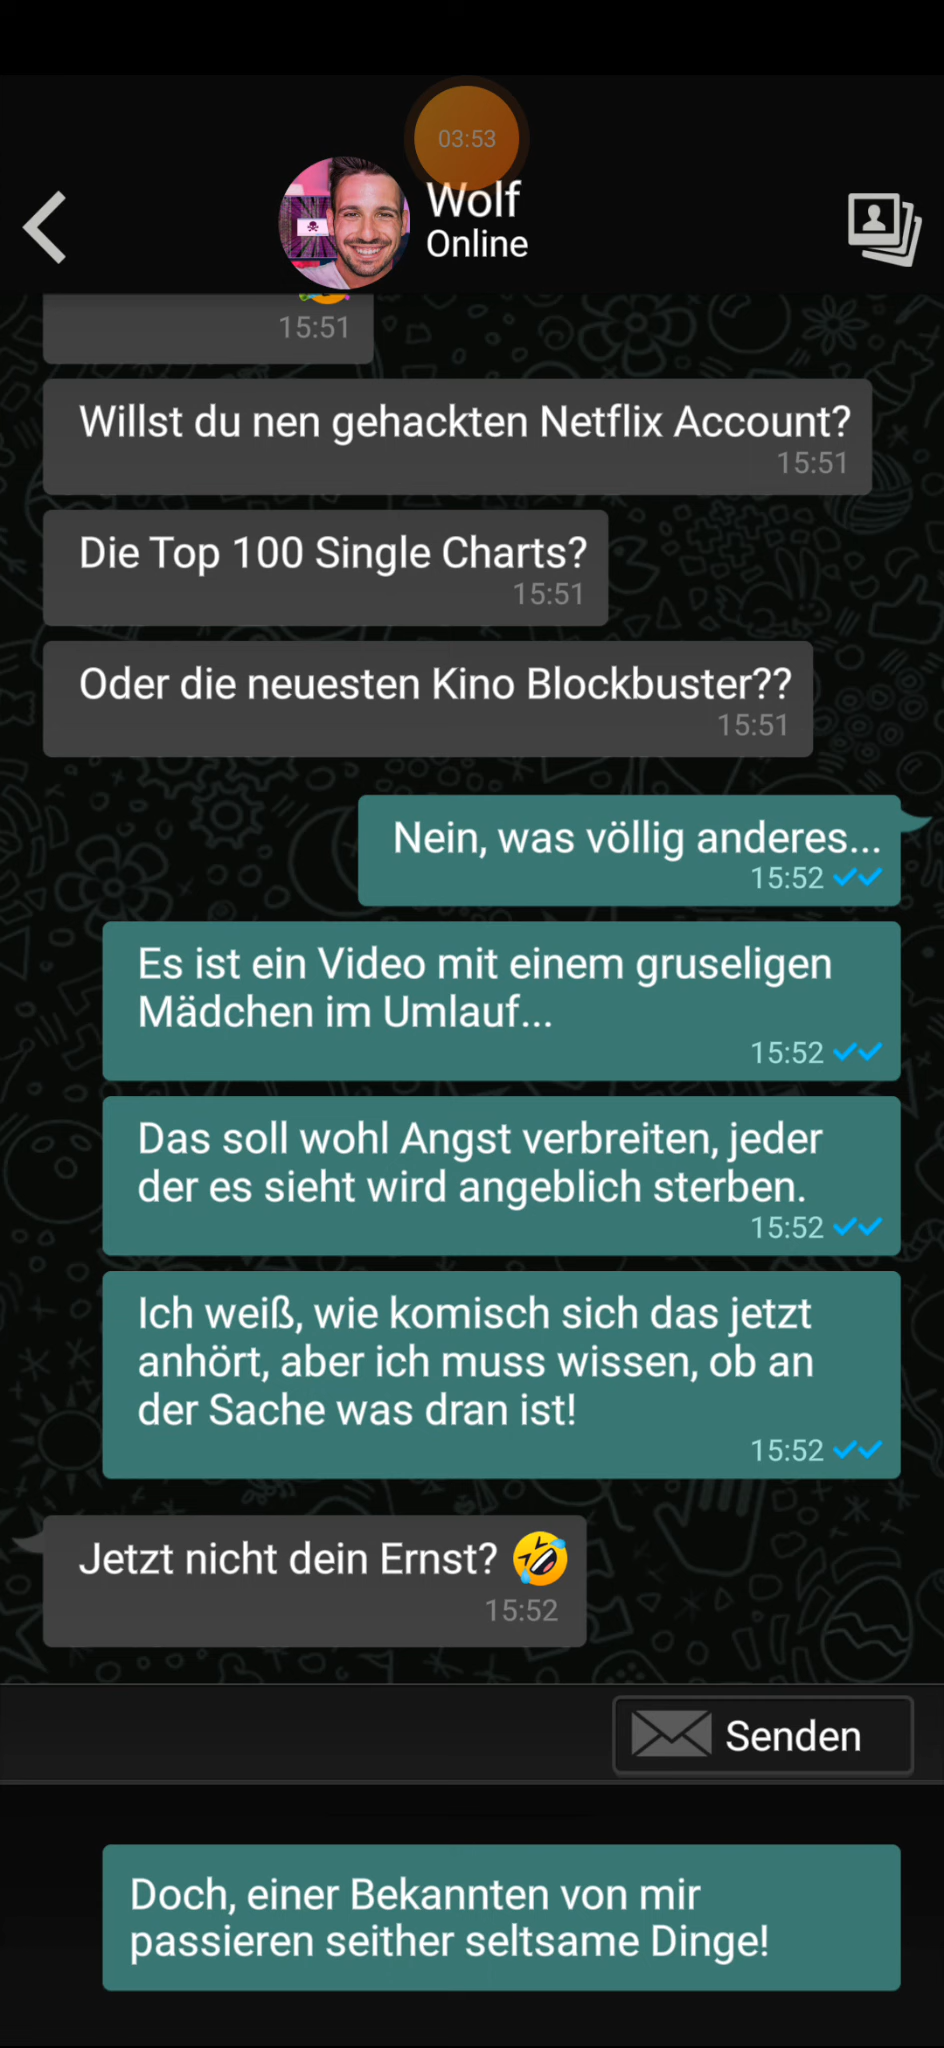 03:53
Wolf
Online
15:51
Willst du nen gehackten Netflix Account?
15:51
Die Top 100 Single Charts?
15:51
Oder die neuesten Kino Blockbuster??
15:51
Nein, was völlig anderes...
15:52
Es ist ein Video mit einem gruseligen
Mädchen im Umlauf...
15:52
Das soll wohl Angst verbreiten, jeder
der es sieht wird angeblich sterben.
15:52
Ich weiß, wie komisch sich das jetzt
anhört, aber ich muss wissen, ob an
der Sache was dran ist!
15:52
Jetzt nicht dein Ernst? 🤣
15:52
Senden
Doch, einer Bekannten von mir
passieren seither seltsame Dinge!